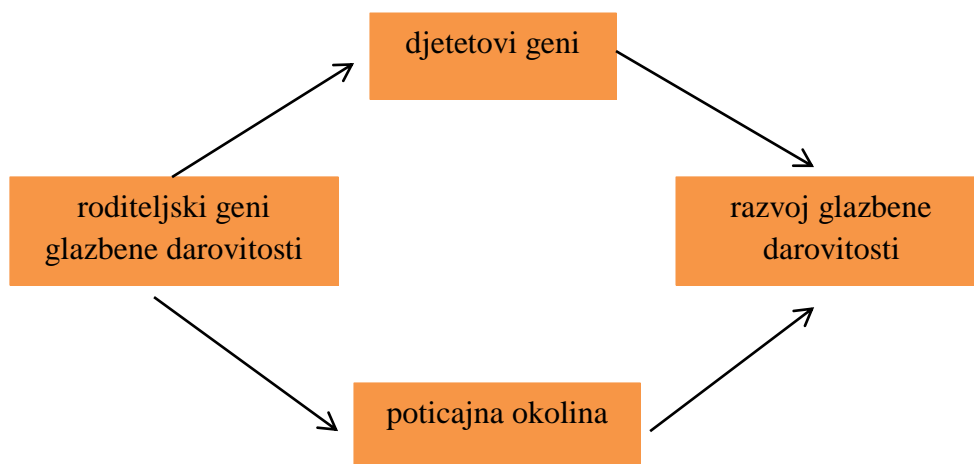 djetetovi geni
roditeljski geni
glazbene darovitosti
razvoj glazbene
darovitosti
poticajna okolina